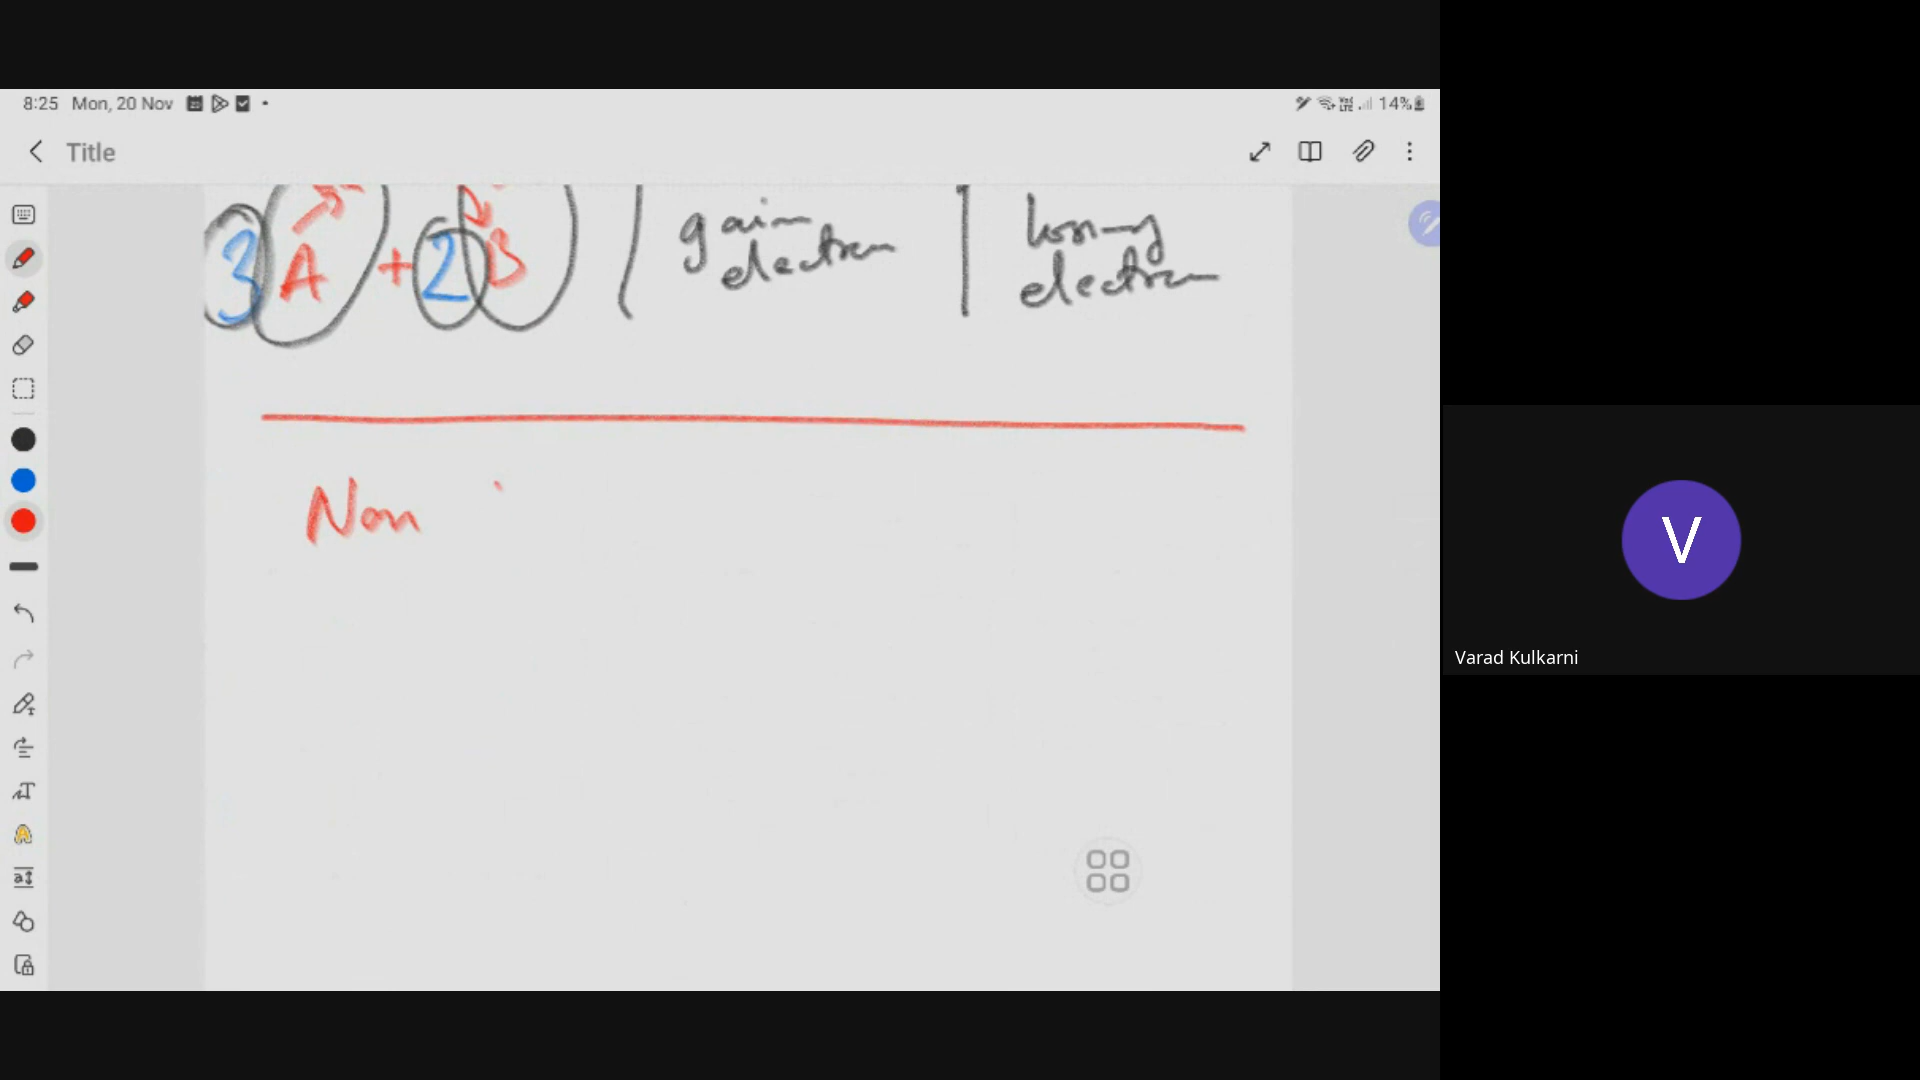 8:25 Mon, 20 Nov 14%
Title
3A + 2B | gain electron | losing electron
Non
V
Varad Kulkarni